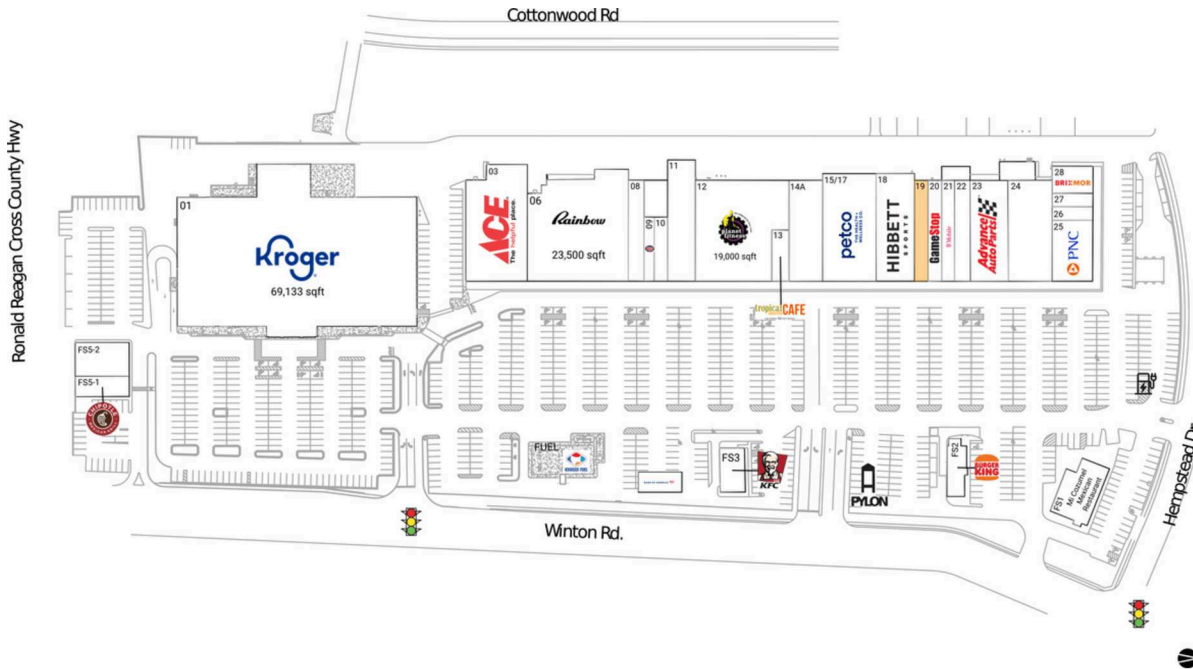 Cottonwood Rd
Ronald Reagan Cross County Hwy
01
Kroger
69,133 sqft
03
ACE
The helpful place.
06
Rainbow
23,500 sqft
08
09
10
11
12
planet fitness
19,000 sqft
13
tropical CAFE
14A
15/17
petco
THE HEALTH + WELLNESS CO.
18
HIBBETT
SPORTS
19
20
GameStop
21
22
23
Advance Auto Parts
24
28
BRIXMOR
27
26
25
PNC
FS5-2
FS5-1
CHIPOTLE
FUEL
KROGER FUEL
FS3
KFC
PYLON
FS2
BURGER KING
FS1
Mi Cozumel
Mexican
Restaurant
Winton Rd.
Hempstead Dr